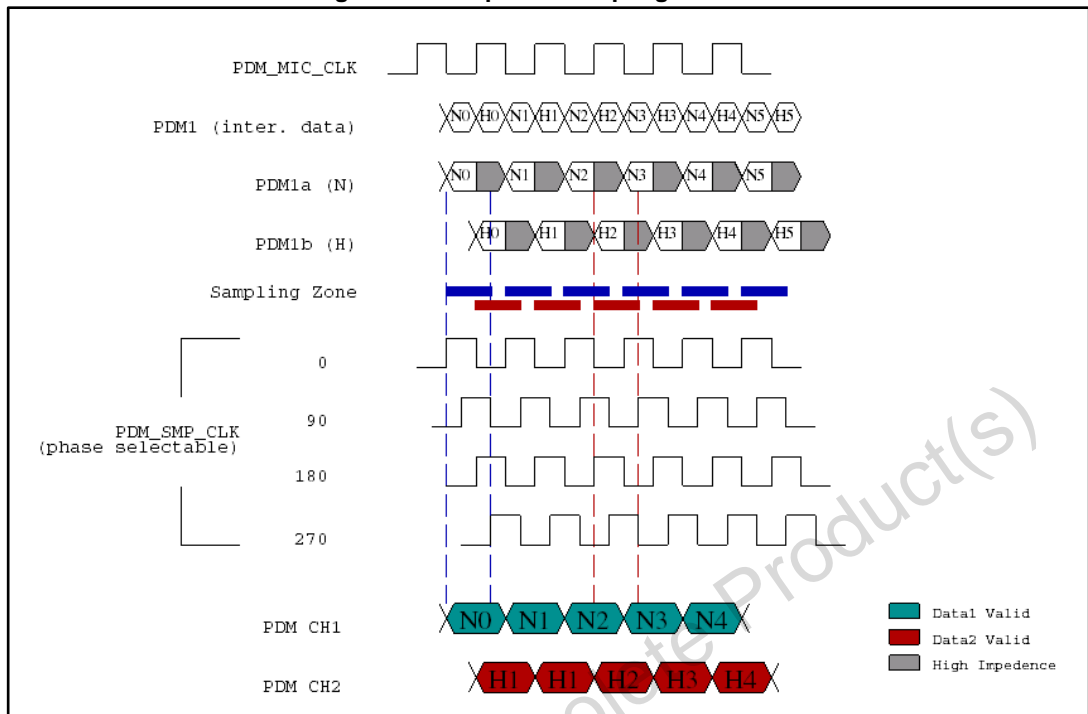 PDM_MIC_CLK
PDM1 (inter. data)
N0 H0 N1 H1 N2 H2 N3 H3 N4 H4 N5 H5
PDM1a (N)
N0 N1 N2 N3 N4 N5
PDM1b (H)
H0 H1 H2 H3 H4 H5
Sampling Zone
0
90
PDM_SMP_CLK
(phase selectable)
180
270
PDM CH1
N0 N1 N2 N3 N4
PDM CH2
H1 H1 H2 H3 H4
Data1 Valid
Data2 Valid
High Impedence
Product(s)